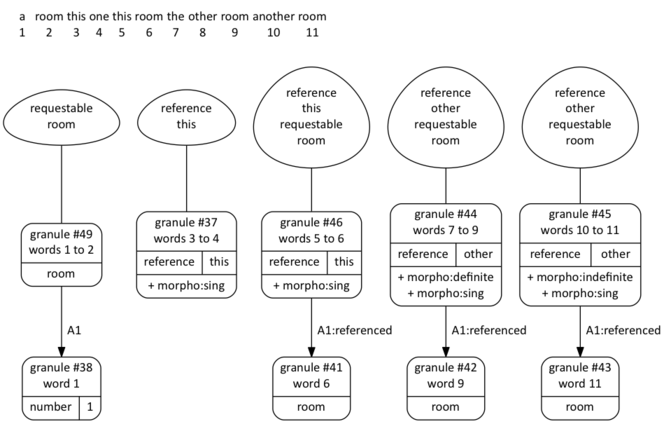 a room this one this room the other room another room
1 2 3 4 5 6 7 8 9 10 11
requestable
room
reference
this
reference
this
requestable
room
reference
other
requestable
room
reference
other
requestable
room
granule #49
words 1 to 2
room
granule #37
words 3 to 4
reference this
+ morpho:sing
granule #46
words 5 to 6
reference this
+ morpho:sing
granule #44
words 7 to 9
reference other
+ morpho:definite
+ morpho:sing
granule #45
words 10 to 11
reference other
+ morpho:indefinite
+ morpho:sing
A1
A1:referenced
A1:referenced
A1:referenced
granule #38
word 1
number 1
granule #41
word 6
room
granule #42
word 9
room
granule #43
word 11
room